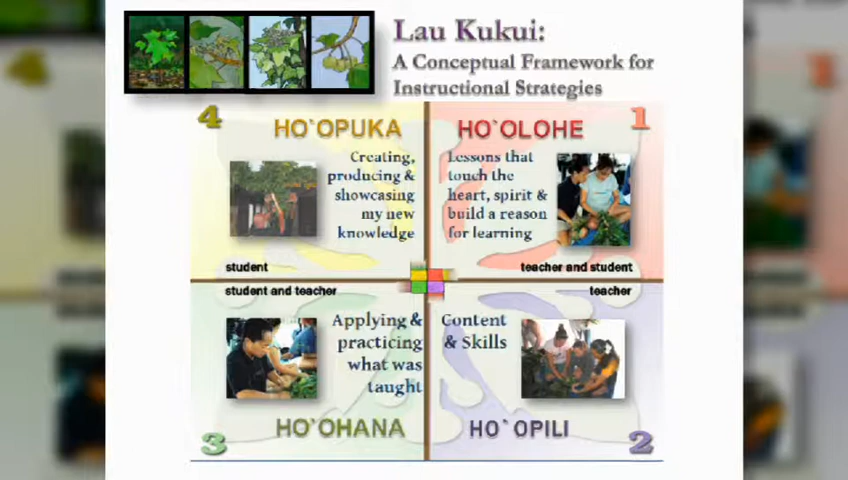 Lau Kukui:
A Conceptual Framework for
Instructional Strategies
4
HO`OPUKA
Creating,
producing &
showcasing
my new
knowledge
student
HO`OLOHE
1
Lessons that
touch the
heart, spirit &
build a reason
for learning
teacher and student
student and teacher
Applying &
practicing
what was
taught
HO`OHANA
3
teacher
Content
& Skills
HO`OPILI
2